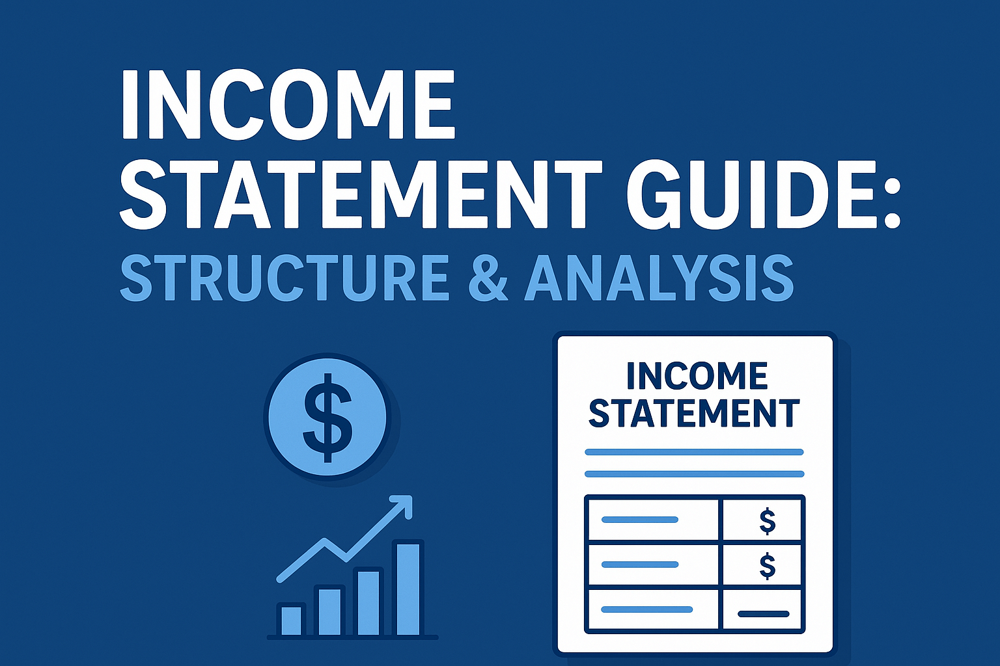 INCOME
STATEMENT GUIDE:
STRUCTURE & ANALYSIS
$
INCOME
STATEMENT
$
$